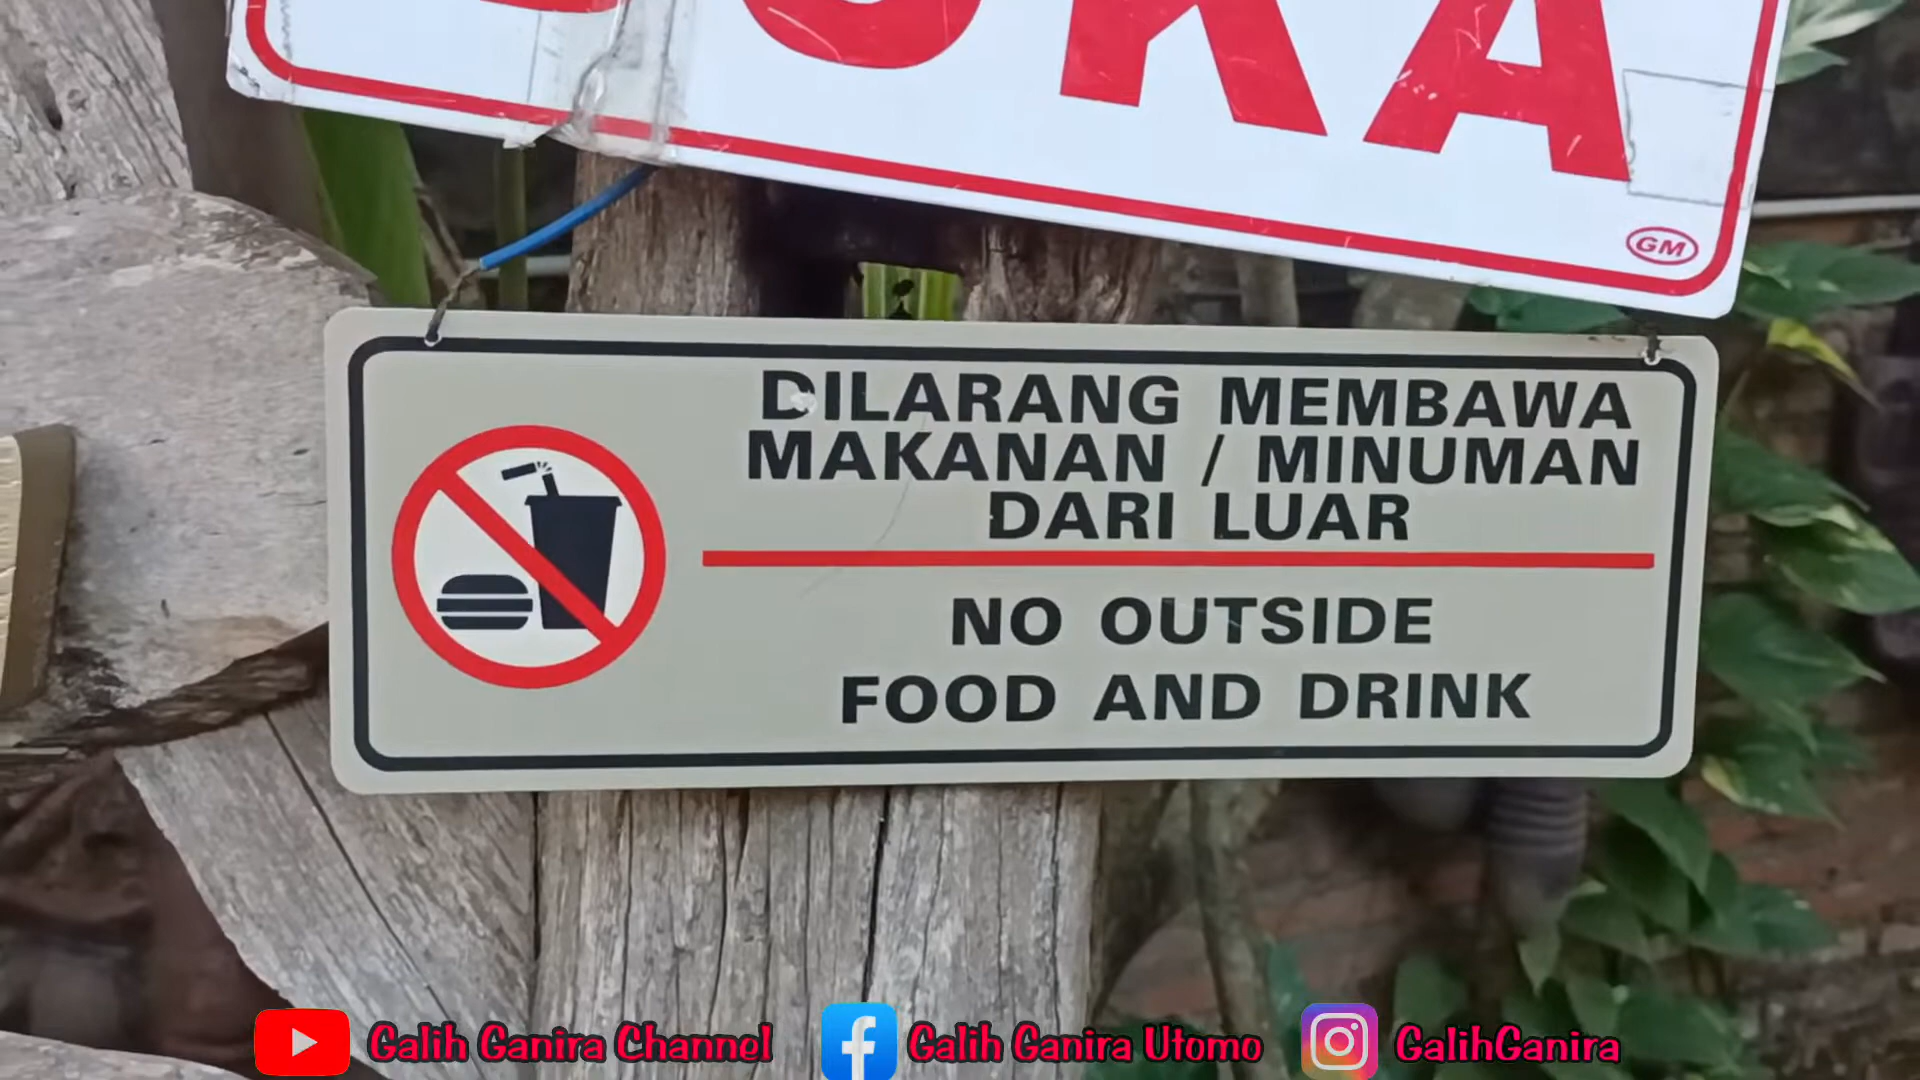 BUKA
GM
DILARANG MEMBAWA
MAKANAN / MINUMAN
DARI LUAR
NO OUTSIDE
FOOD AND DRINK
Galih Ganira Channel
Galih Ganira Utomo
GalihGanira